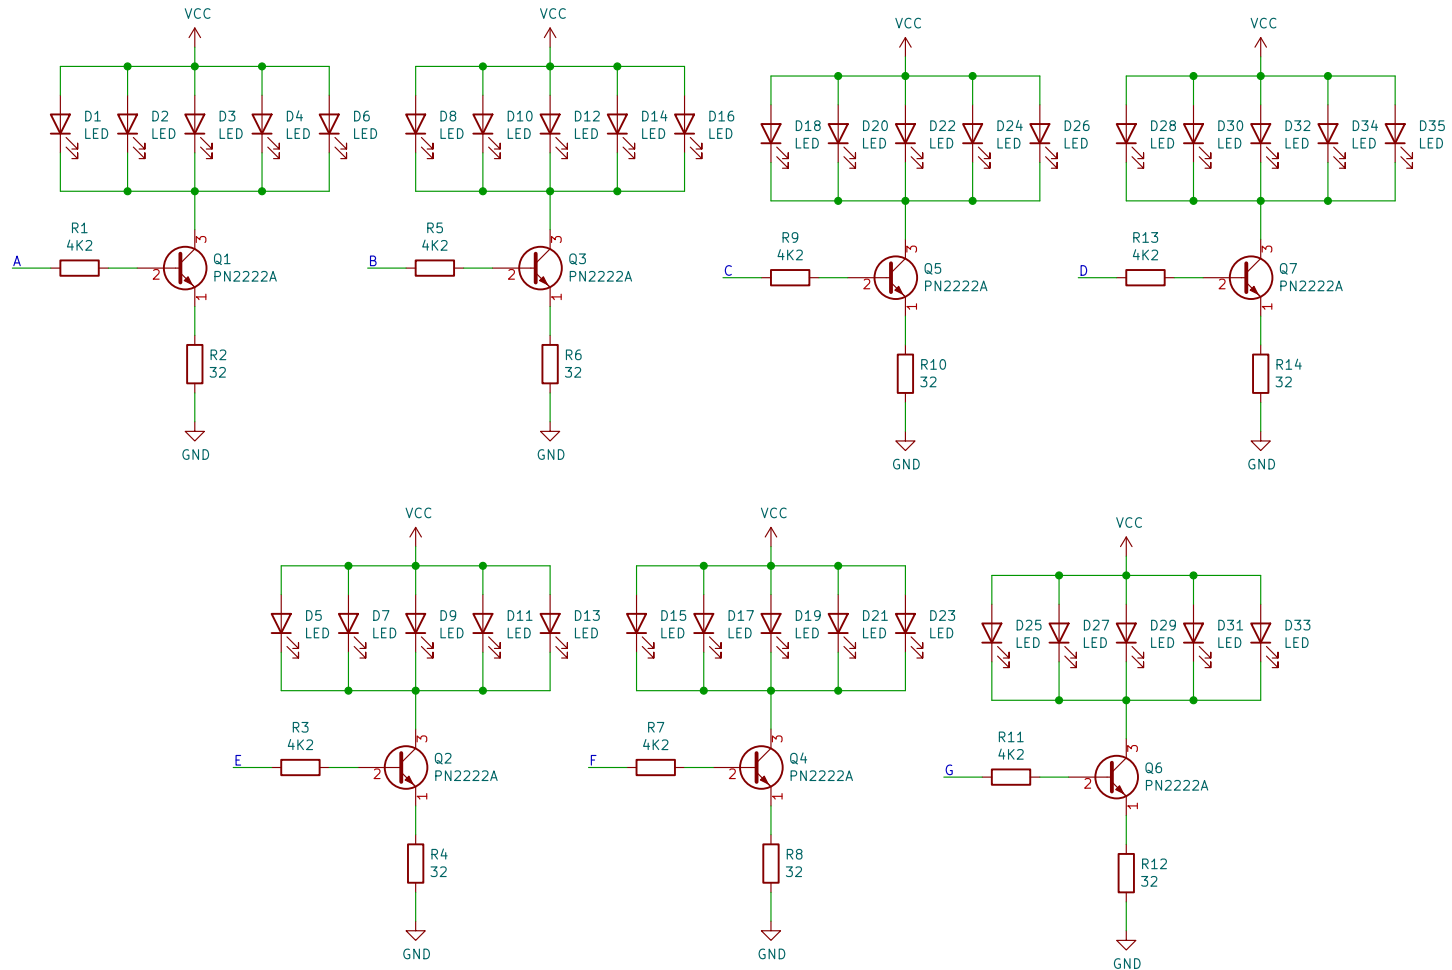 VCC
D1
LED
D2
LED
D3
LED
D4
LED
D6
LED
R1
4K2
A
2
3
1
Q1
PN2222A
R2
32
GND
VCC
D8
LED
D10
LED
D12
LED
D14
LED
D16
LED
R5
4K2
B
2
3
1
Q3
PN2222A
R6
32
GND
VCC
D18
LED
D20
LED
D22
LED
D24
LED
D26
LED
R9
4K2
C
2
3
1
Q5
PN2222A
R10
32
GND
VCC
D28
LED
D30
LED
D32
LED
D34
LED
D35
LED
R13
4K2
D
2
3
1
Q7
PN2222A
R14
32
GND
VCC
D5
LED
D7
LED
D9
LED
D11
LED
D13
LED
R3
4K2
E
2
3
1
Q2
PN2222A
R4
32
GND
VCC
D15
LED
D17
LED
D19
LED
D21
LED
D23
LED
R7
4K2
F
2
3
1
Q4
PN2222A
R8
32
GND
VCC
D25
LED
D27
LED
D29
LED
D31
LED
D33
LED
R11
4K2
G
2
3
1
Q6
PN2222A
R12
32
GND